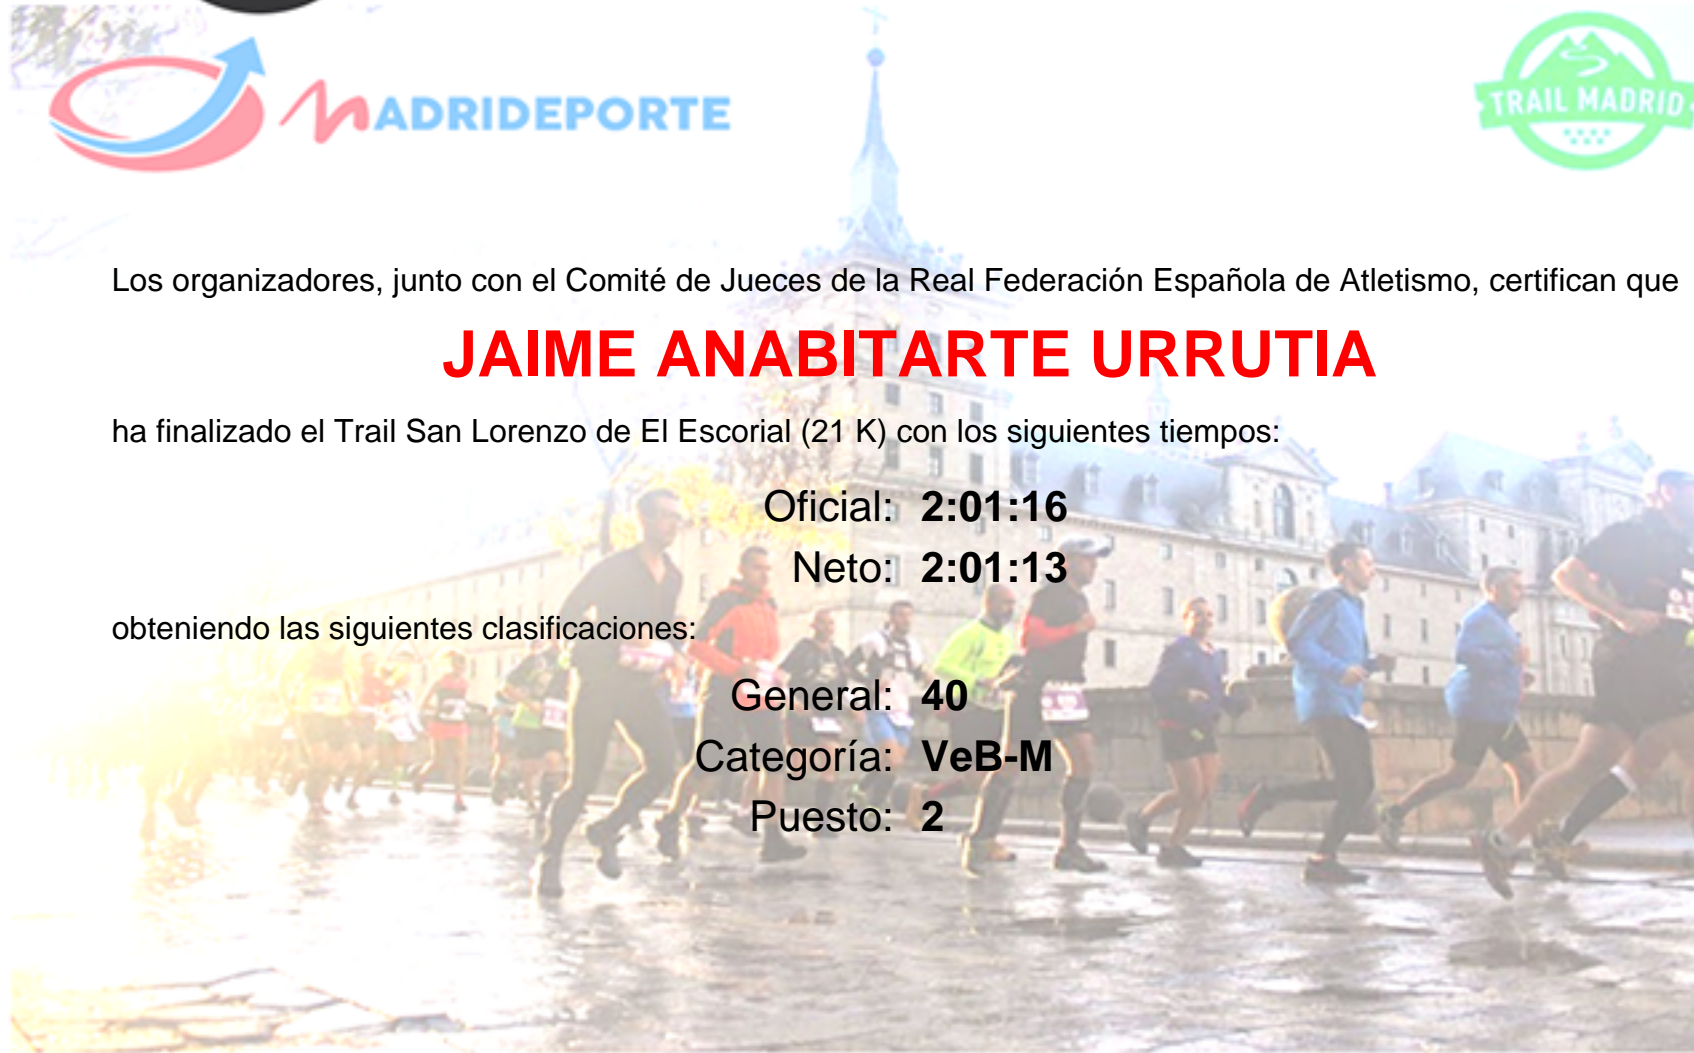 MADRIDEPORTE
TRAIL MADRID
Los organizadores, junto con el Comité de Jueces de la Real Federación Española de Atletismo, certifican que
JAIME ANABITARTE URRUTIA
ha finalizado el Trail San Lorenzo de El Escorial (21 K) con los siguientes tiempos:
Oficial: 2:01:16
Neto: 2:01:13
obteniendo las siguientes clasificaciones:
General: 40
Categoría: VeB-M
Puesto: 2